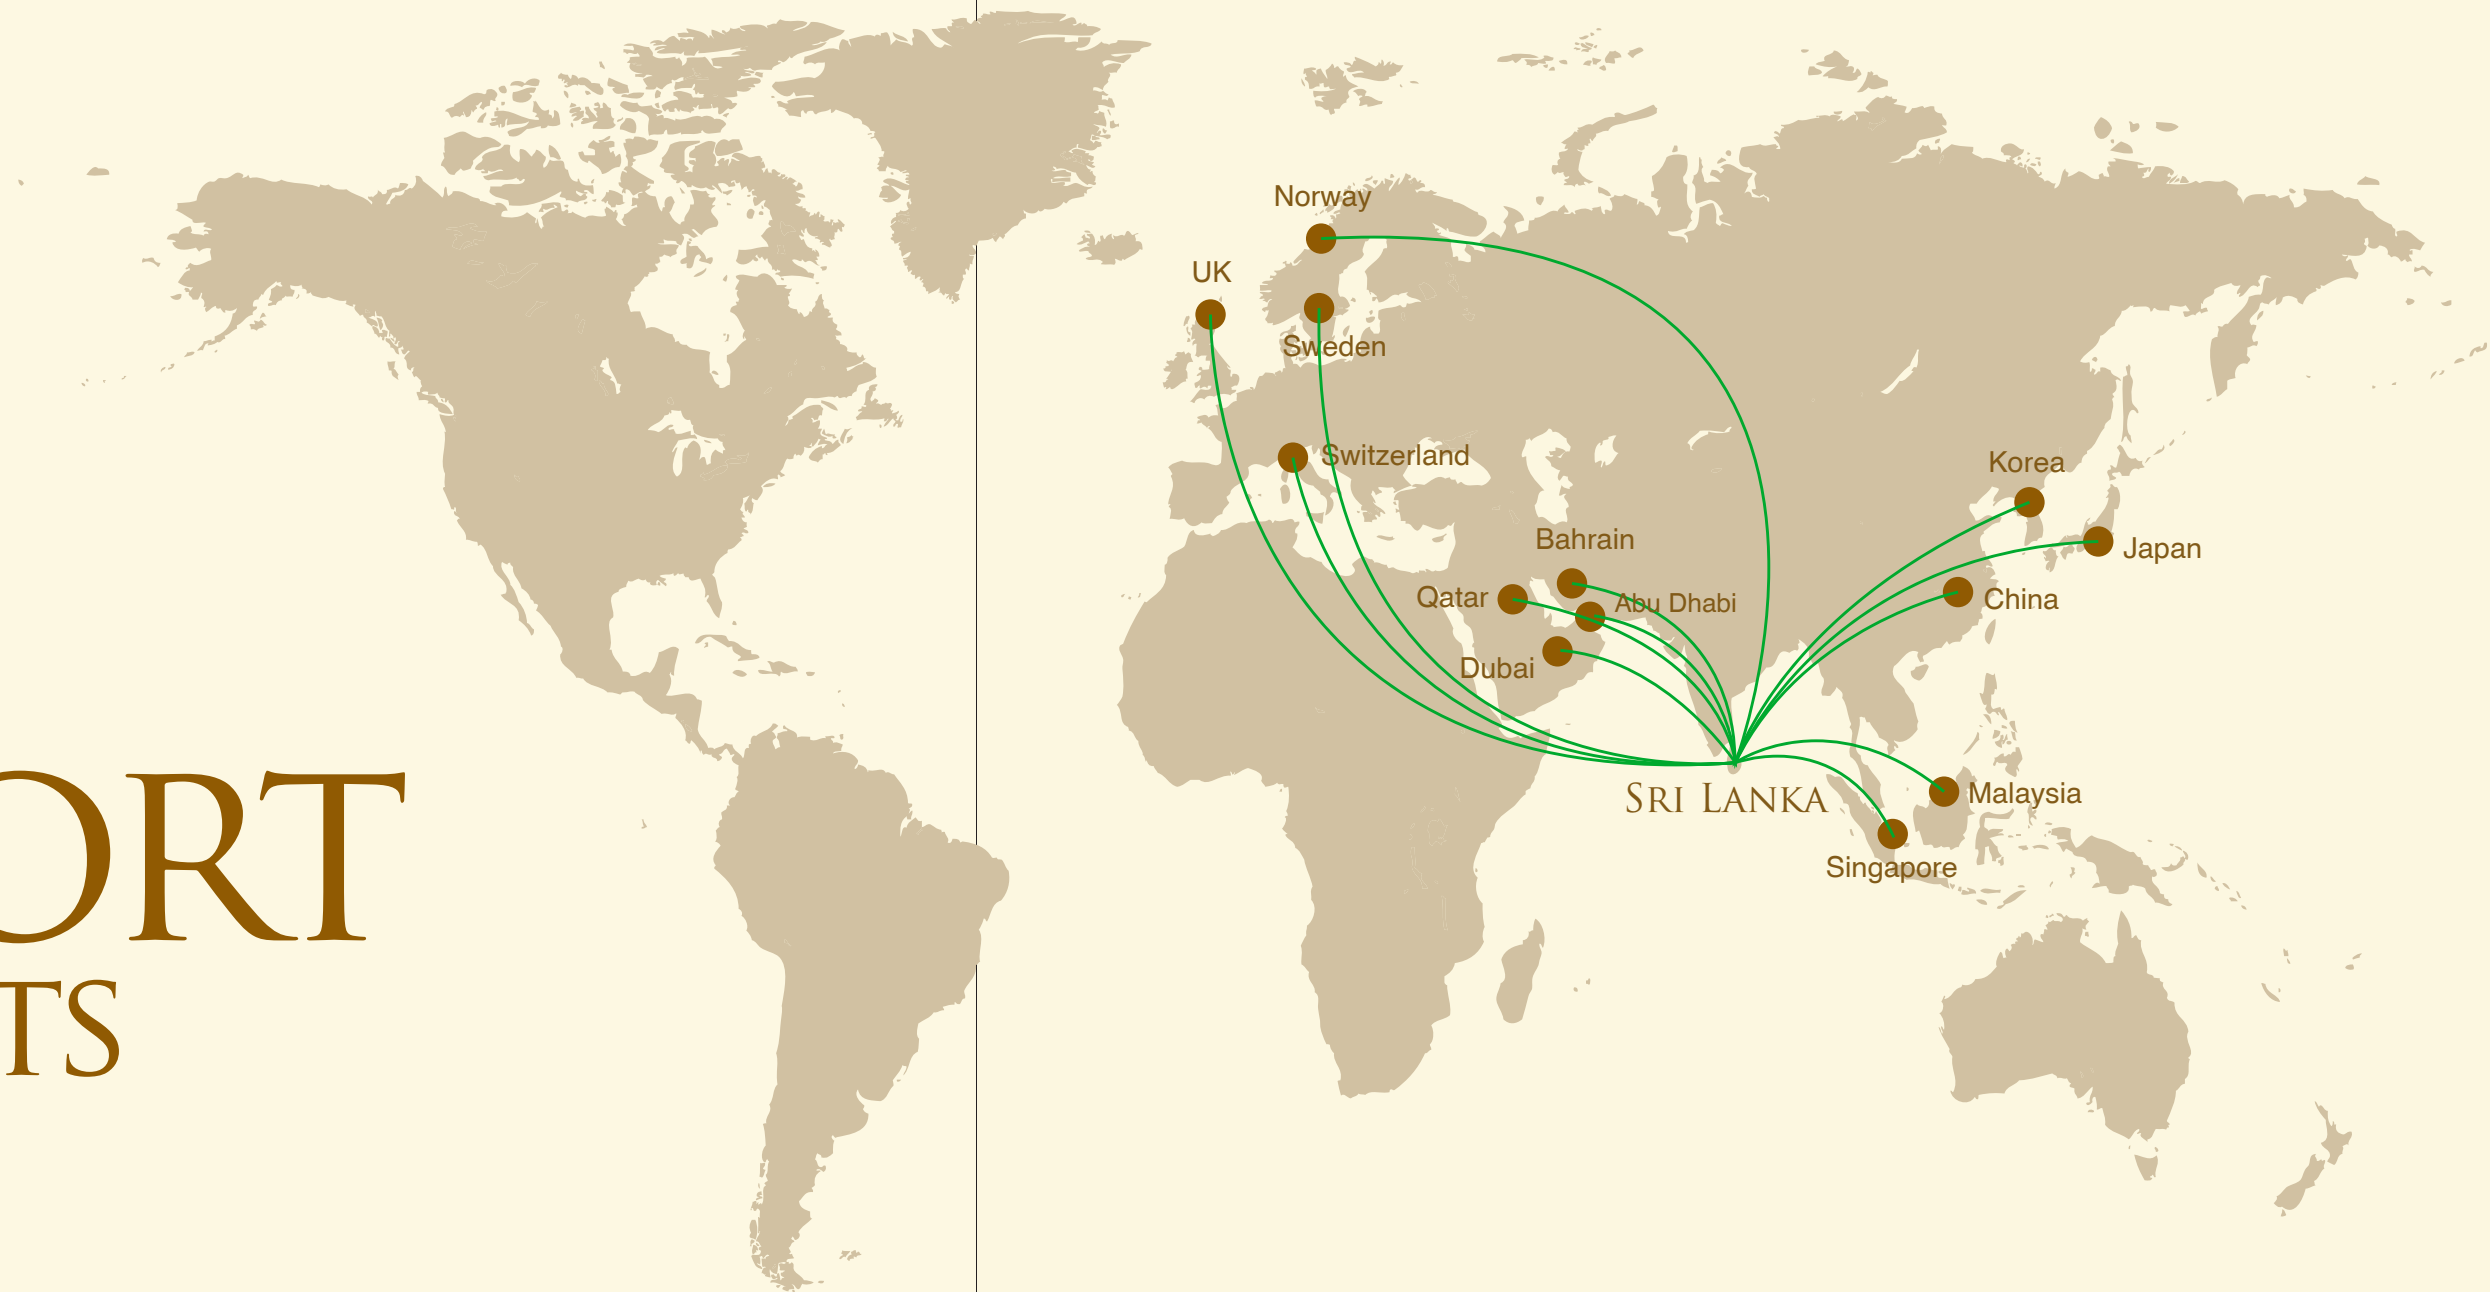 ORT
TS
Norway
UK
Sweden
Switzerland
Korea
Bahrain
Japan
Qatar
Abu Dhabi
China
Dubai
Sri Lanka
Malaysia
Singapore